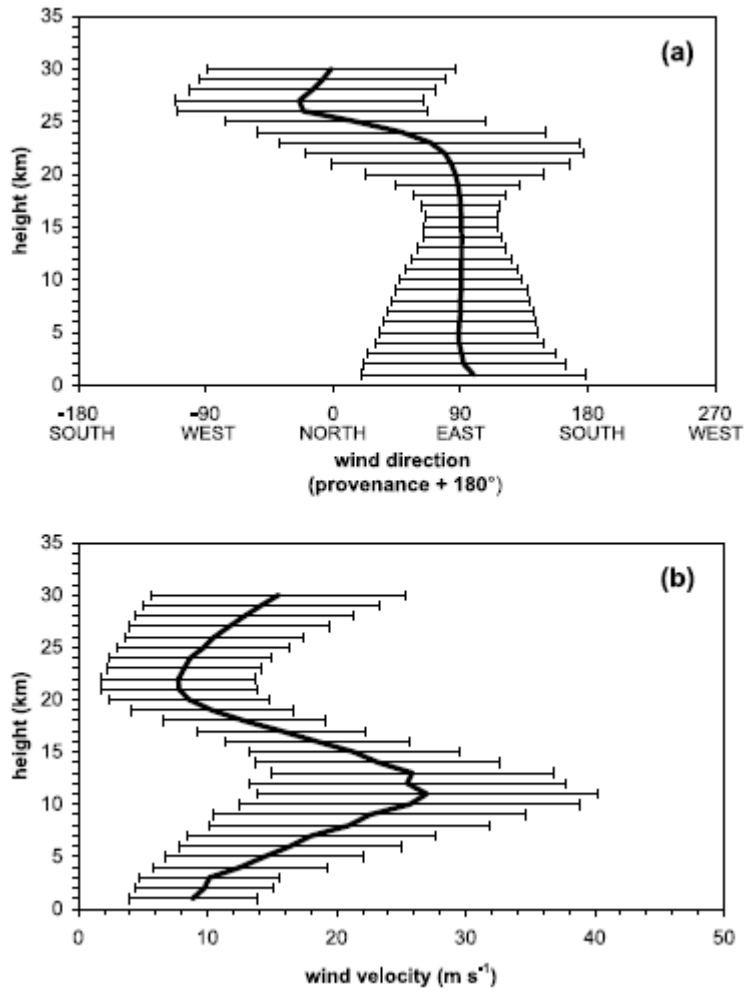 35
(a)
30
25
20
height (km)
15
10
5
0
-180 -90 0 90 180 270
SOUTH WEST NORTH EAST SOUTH WEST
wind direction
(provenance + 180°)
35
(b)
30
25
20
height (km)
15
10
5
0
0 10 20 30 40 50
wind velocity (m s⁻¹)